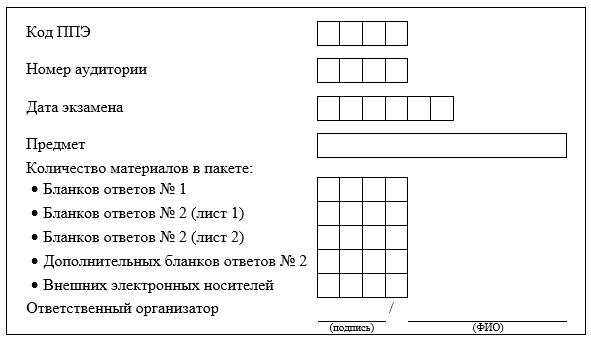 Код ППЭ
Номер аудитории
Дата экзамена
Предмет
Количество материалов в пакете:
• Бланков ответов № 1
• Бланков ответов № 2 (лист 1)
• Бланков ответов № 2 (лист 2)
• Дополнительных бланков ответов № 2
• Внешних электронных носителей
Ответственный организатор /
(подпись) (ФИО)